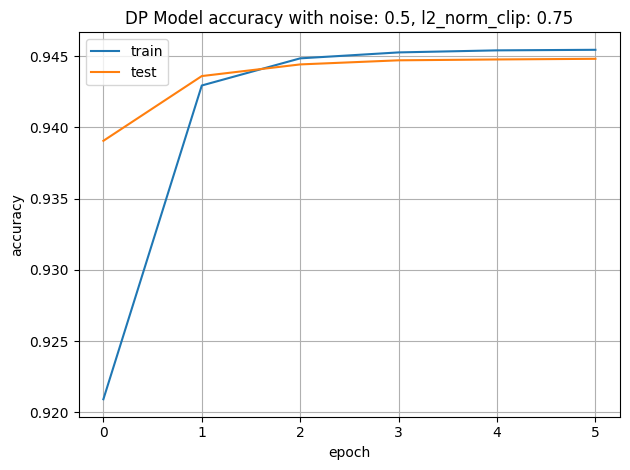 DP Model accuracy with noise: 0.5, l2_norm_clip: 0.75
train
test
accuracy
0.945
0.940
0.935
0.930
0.925
0.920
0 1 2 3 4 5
epoch